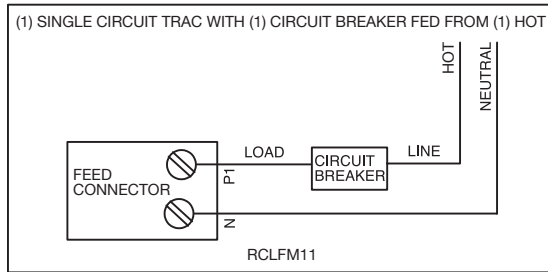 (1) SINGLE CIRCUIT TRAC WITH (1) CIRCUIT BREAKER FED FROM (1) HOT
HOT
NEUTRAL
LOAD
LINE
CIRCUIT
BREAKER
FEED
CONNECTOR
P1
N
RCLFM11